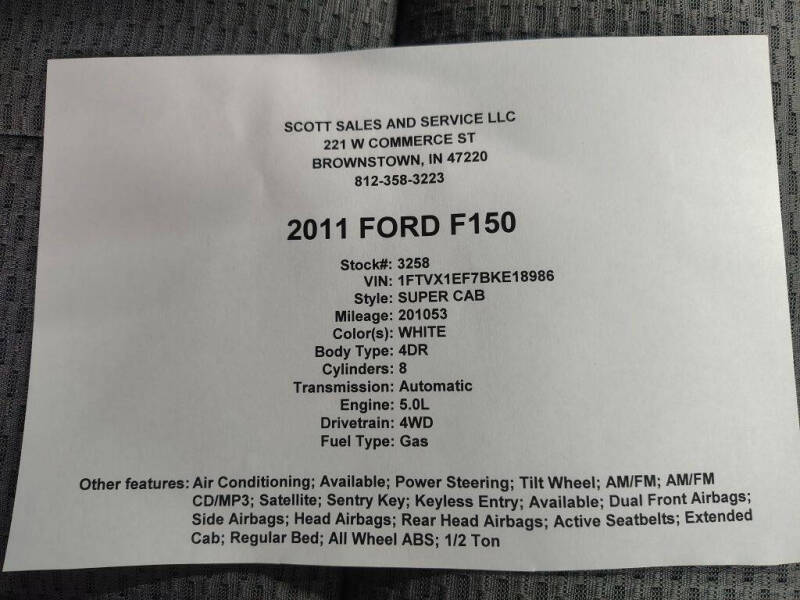 SCOTT SALES AND SERVICE LLC
221 W COMMERCE ST
BROWNSTOWN, IN 47220
812-358-3223
2011 FORD F150
Stock#: 3258
VIN: 1FTVX1EF7BKE18986
Style: SUPER CAB
Mileage: 201053
Color(s): WHITE
Body Type: 4DR
Cylinders: 8
Transmission: Automatic
Engine: 5.0L
Drivetrain: 4WD
Fuel Type: Gas
Other features: Air Conditioning; Available; Power Steering; Tilt Wheel; AM/FM; AM/FM
CD/MP3; Satellite; Sentry Key; Keyless Entry; Available; Dual Front Airbags;
Side Airbags; Head Airbags; Rear Head Airbags; Active Seatbelts; Extended
Cab; Regular Bed; All Wheel ABS; 1/2 Ton